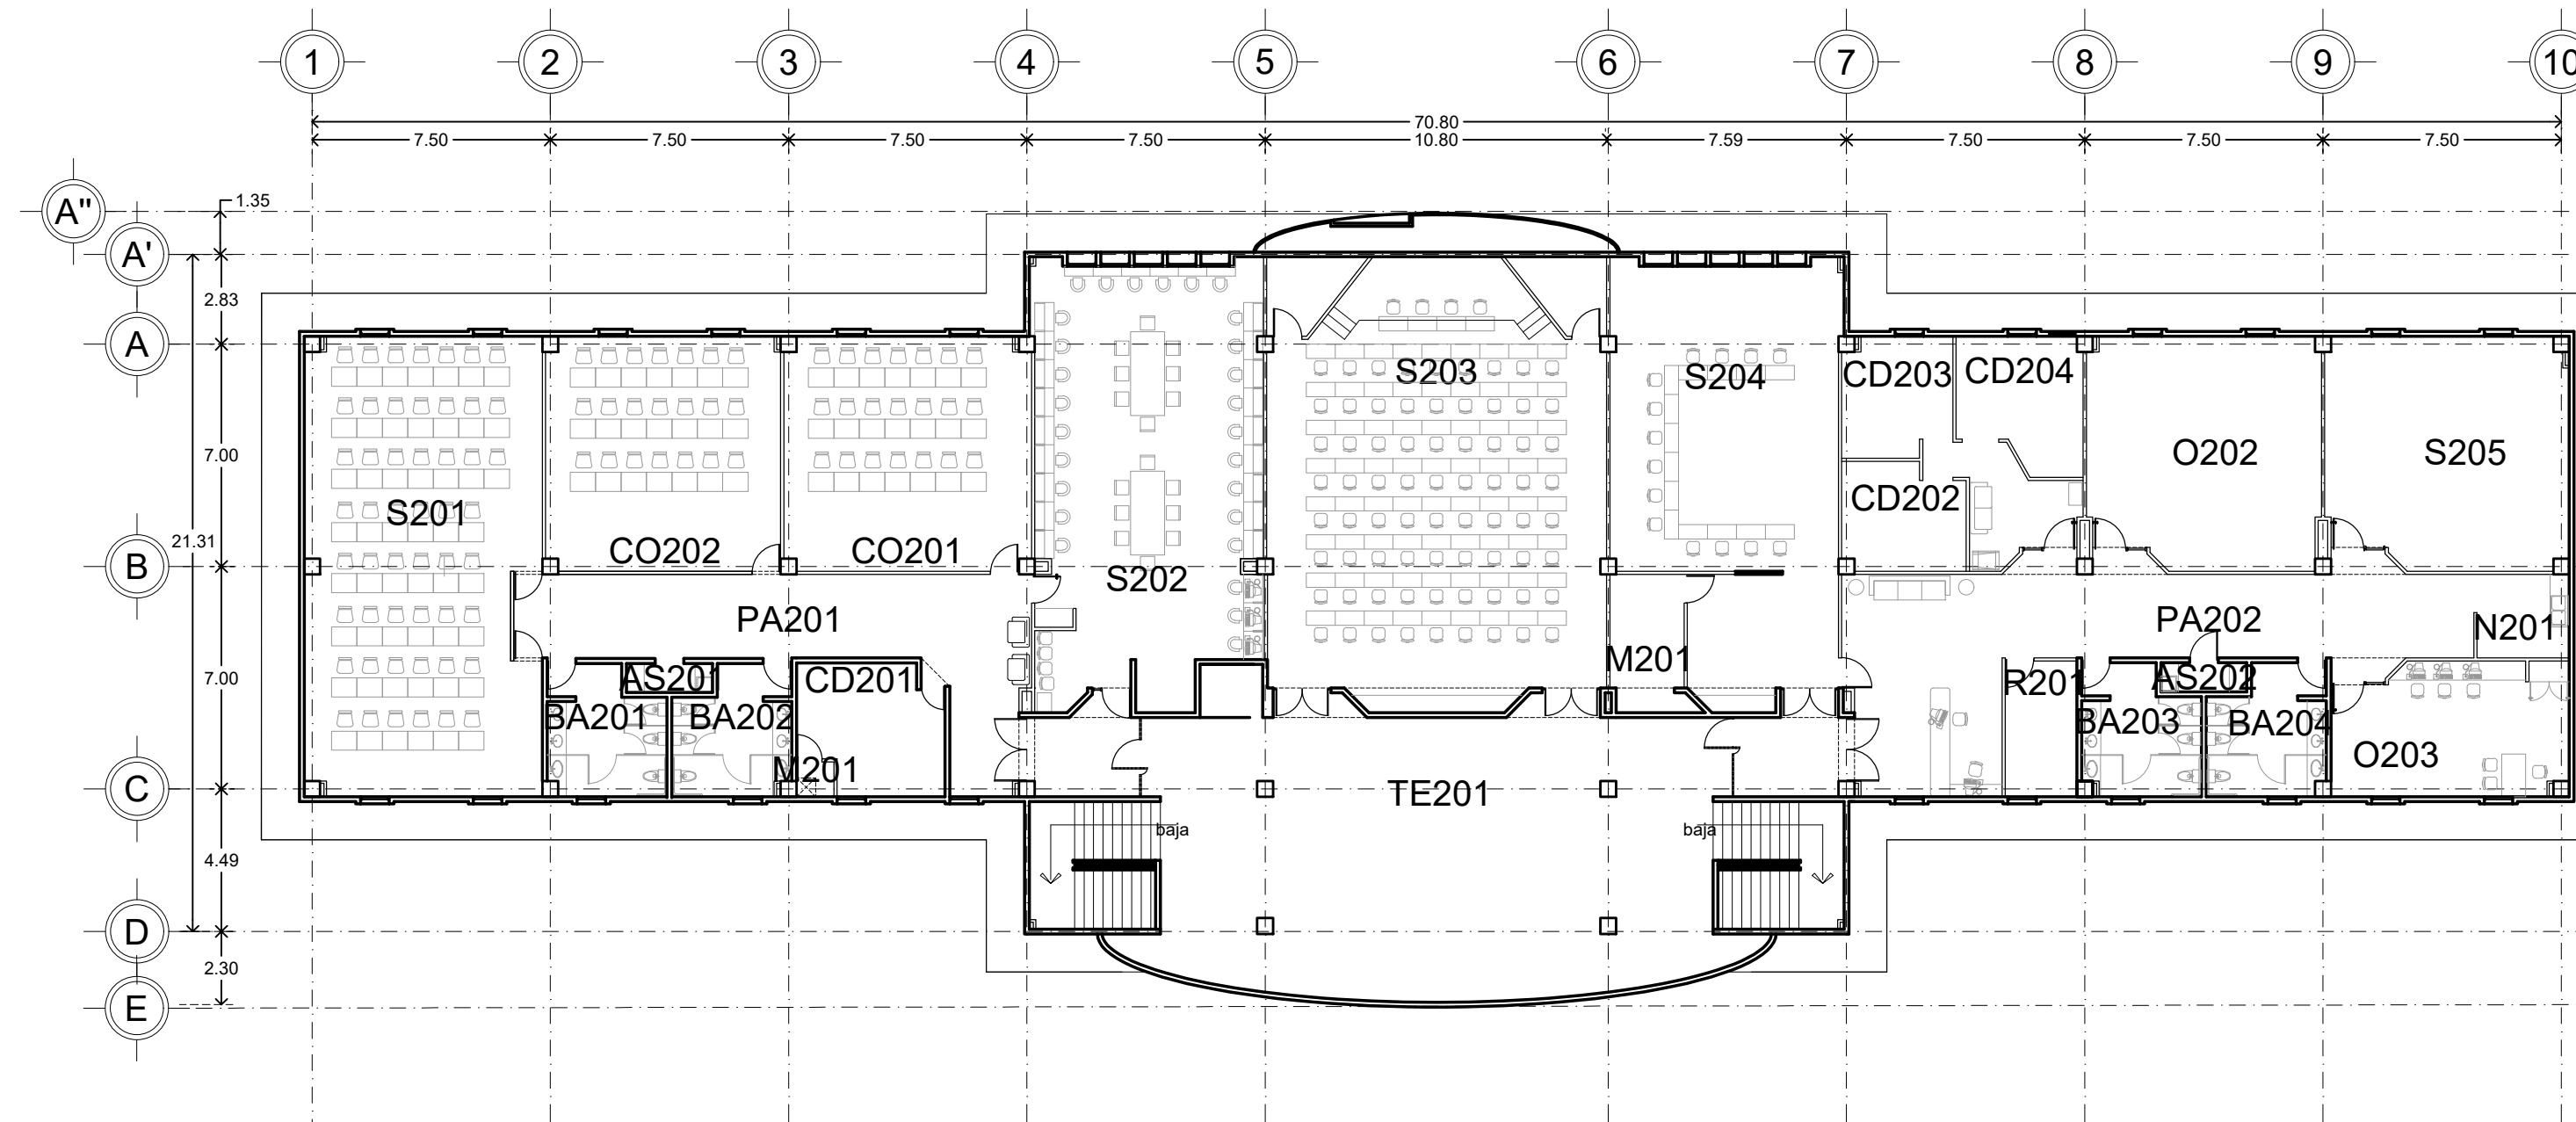 1 2 3 4 5 6 7 8 9 10
70.80
7.50 7.50 7.50 7.50 10.80 7.59 7.50 7.50 7.50
A" 1.35
A'
2.83
A
CD203 CD204
S203 S204
7.00
O202 S205
CD202
S201
21.31
CO202 CO201
B
S202
PA201 PA202 N201
M201
7.00
AS201 CD201 R201 AS202
BA201 BA202 BA203 BA204
O203
M201
C
TE201
baja baja
4.49
D
2.30
E